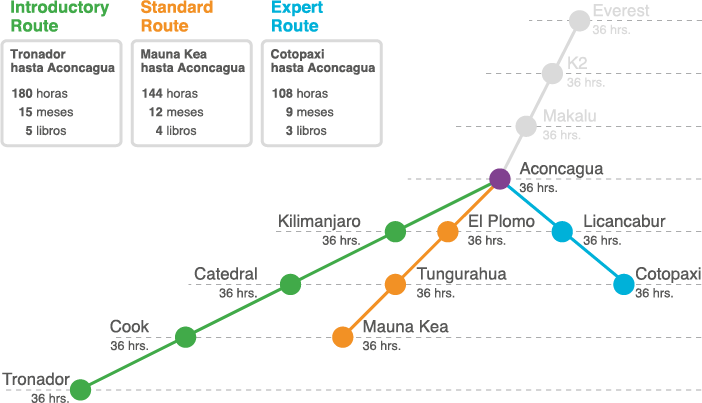 Introductory
Route
Tronador
hasta Aconcagua
180 horas
15 meses
5 libros
Standard
Route
Mauna Kea
hasta Aconcagua
144 horas
12 meses
4 libros
Expert
Route
Cotopaxi
hasta Aconcagua
108 horas
9 meses
3 libros
Everest
36 hrs.
K2
36 hrs.
Makalu
36 hrs.
Aconcagua
36 hrs.
Kilimanjaro
36 hrs.
El Plomo
36 hrs.
Licancabur
36 hrs.
Catedral
36 hrs.
Tungurahua
36 hrs.
Cotopaxi
36 hrs.
Cook
36 hrs.
Mauna Kea
36 hrs.
Tronador
36 hrs.